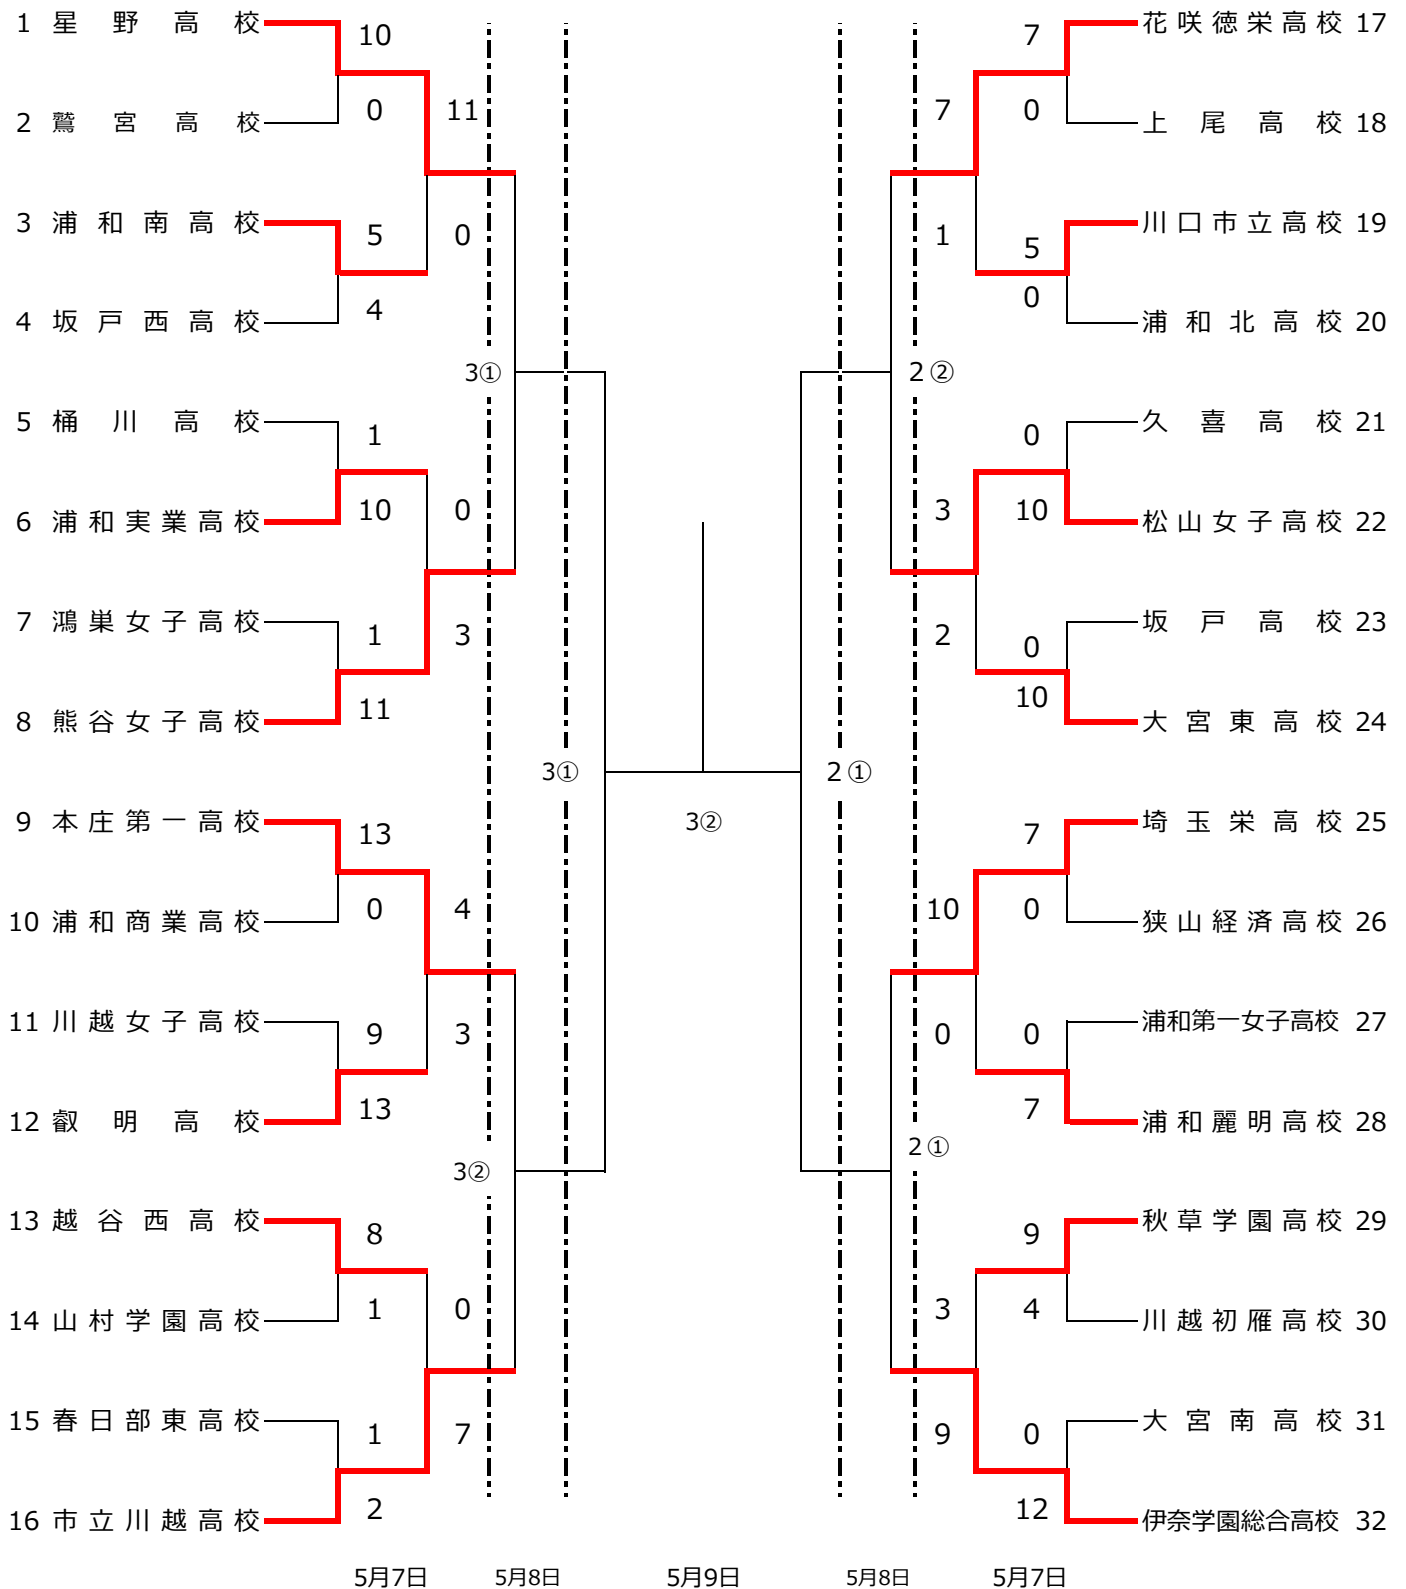 1 星野高校
10
0
2 鷲宮高校
11
3 浦和南高校
5
0
4
4 坂戸西高校
3①
5 桶川高校
1
6 浦和実業高校
10
0
7 鴻巣女子高校
1
3
8 熊谷女子高校
11
3①
9 本庄第一高校
13
10 浦和商業高校
0
4
11 川越女子高校
9
3
12 叡明高校
13
3②
13 越谷西高校
8
14 山村学園高校
1
0
15 春日部東高校
1
7
16 市立川越高校
2
3②
花咲徳栄高校 17
7
7
0
上尾高校 18
川口市立高校 19
1
5
0
浦和北高校 20
2②
久喜高校 21
0
3
10
松山女子高校 22
坂戸高校 23
2
0
10
大宮東高校 24
2①
埼玉栄高校 25
7
10
0
狭山経済高校 26
浦和第一女子高校 27
0
0
7
浦和麗明高校 28
2①
秋草学園高校 29
9
3
4
川越初雁高校 30
大宮南高校 31
9
0
12
伊奈学園総合高校 32
5月7日
5月8日
5月9日
5月8日
5月7日